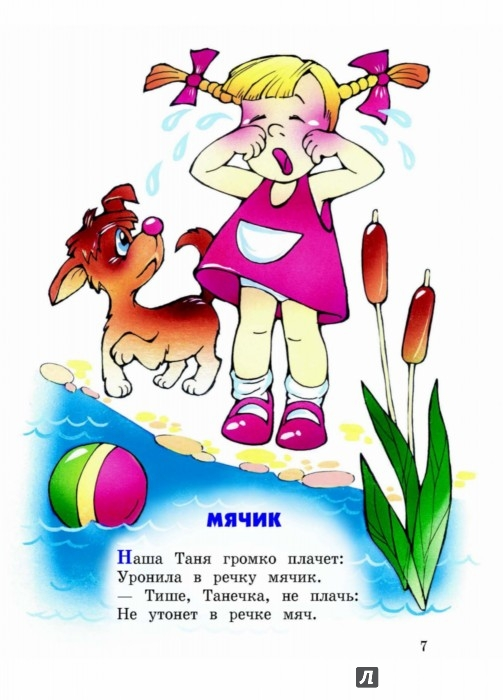 МЯЧИК
Наша Таня громко плачет:
Уронила в речку мячик.
— Тише, Танечка, не плачь:
Не утонет в речке мяч.
7
Л